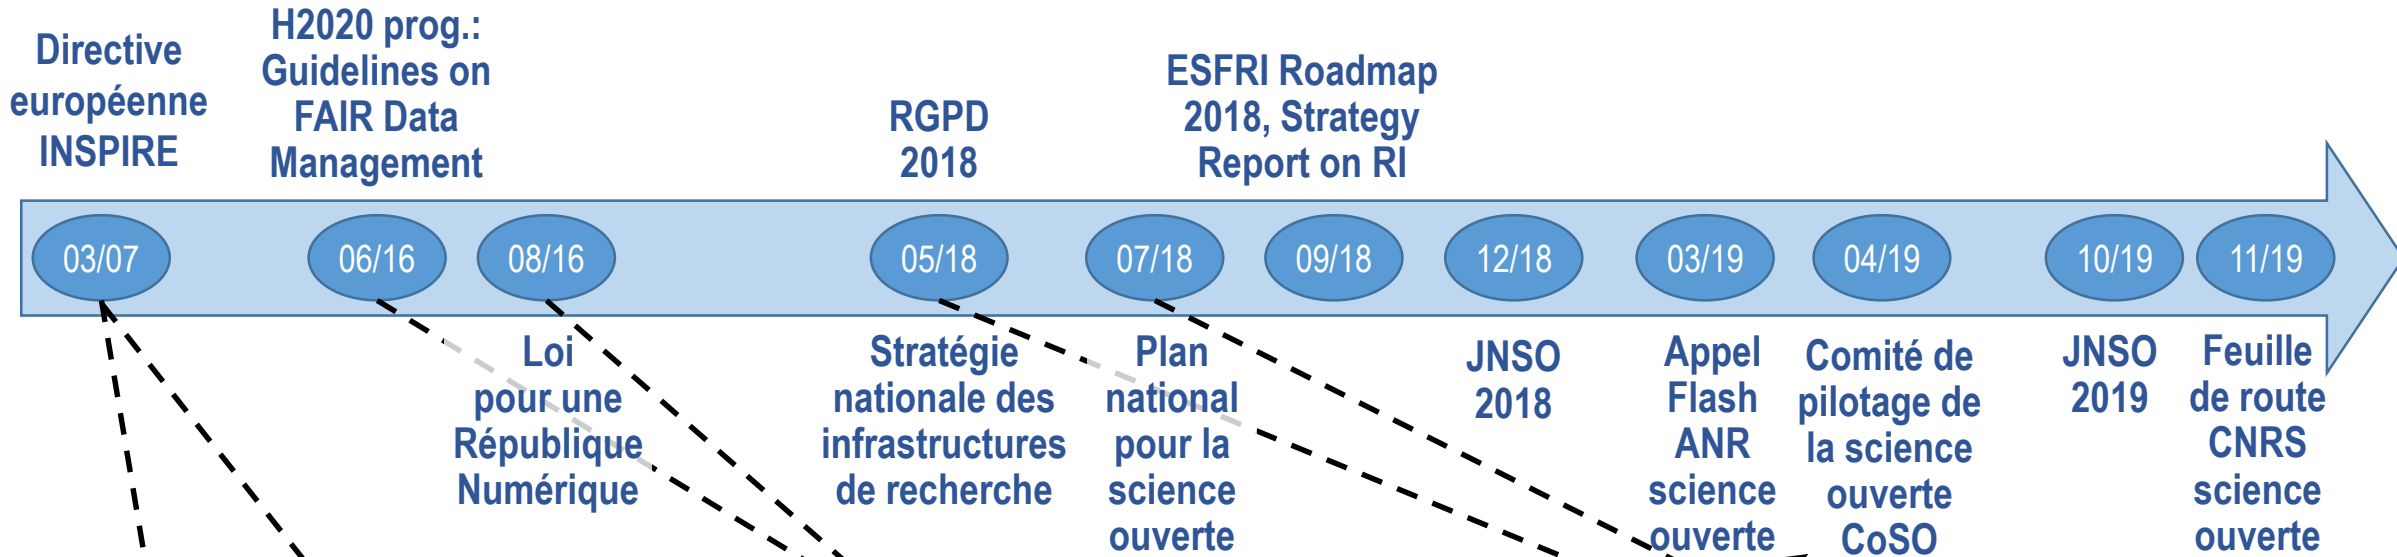 Directive
européenne
INSPIRE
H2020 prog.:
Guidelines on
FAIR Data
Management
RGPD
2018
ESFRI Roadmap
2018, Strategy
Report on RI
03/07
06/16
08/16
05/18
07/18
09/18
12/18
03/19
04/19
10/19
11/19
Loi
pour une
République
Numérique
Stratégie
nationale des
infrastructures
de recherche
Plan
national
pour la
science
ouverte
JNSO
2018
Appel
Flash
ANR
science
ouverte
Comité de
pilotage de
la science
ouverte
CoSO
JNSO
2019
Feuille
de route
CNRS
science
ouverte